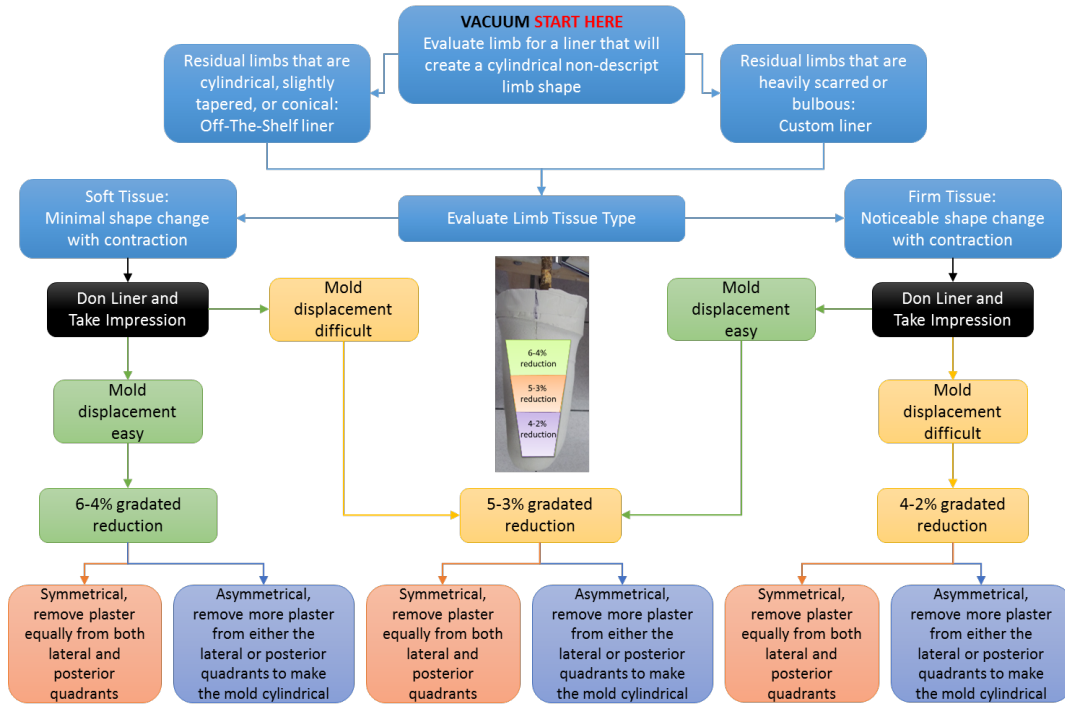 VACUUM START HERE
Evaluate limb for a liner that will
create a cylindrical non-descript
limb shape
Residual limbs that are
cylindrical, slightly
tapered, or conical:
Off-The-Shelf liner
Residual limbs that are
heavily scarred or
bulbous:
Custom liner
Soft Tissue:
Minimal shape change
with contraction
Evaluate Limb Tissue Type
Firm Tissue:
Noticeable shape change
with contraction
Don Liner and
Take Impression
Mold
displacement
difficult
Mold
displacement
easy
Don Liner and
Take Impression
6-4%
reduction
5-3%
reduction
4-2%
reduction
Mold
displacement
easy
Mold
displacement
difficult
6-4% gradated
reduction
5-3% gradated
reduction
4-2% gradated
reduction
Symmetrical,
remove plaster
equally from both
lateral and
posterior
quadrants
Asymmetrical,
remove more plaster
from either the
lateral or posterior
quadrants to make
the mold cylindrical
Symmetrical,
remove plaster
equally from both
lateral and
posterior
quadrants
Asymmetrical,
remove more plaster
from either the
lateral or posterior
quadrants to make
the mold cylindrical
Symmetrical,
remove plaster
equally from both
lateral and
posterior
quadrants
Asymmetrical,
remove more plaster
from either the
lateral or posterior
quadrants to make
the mold cylindrical